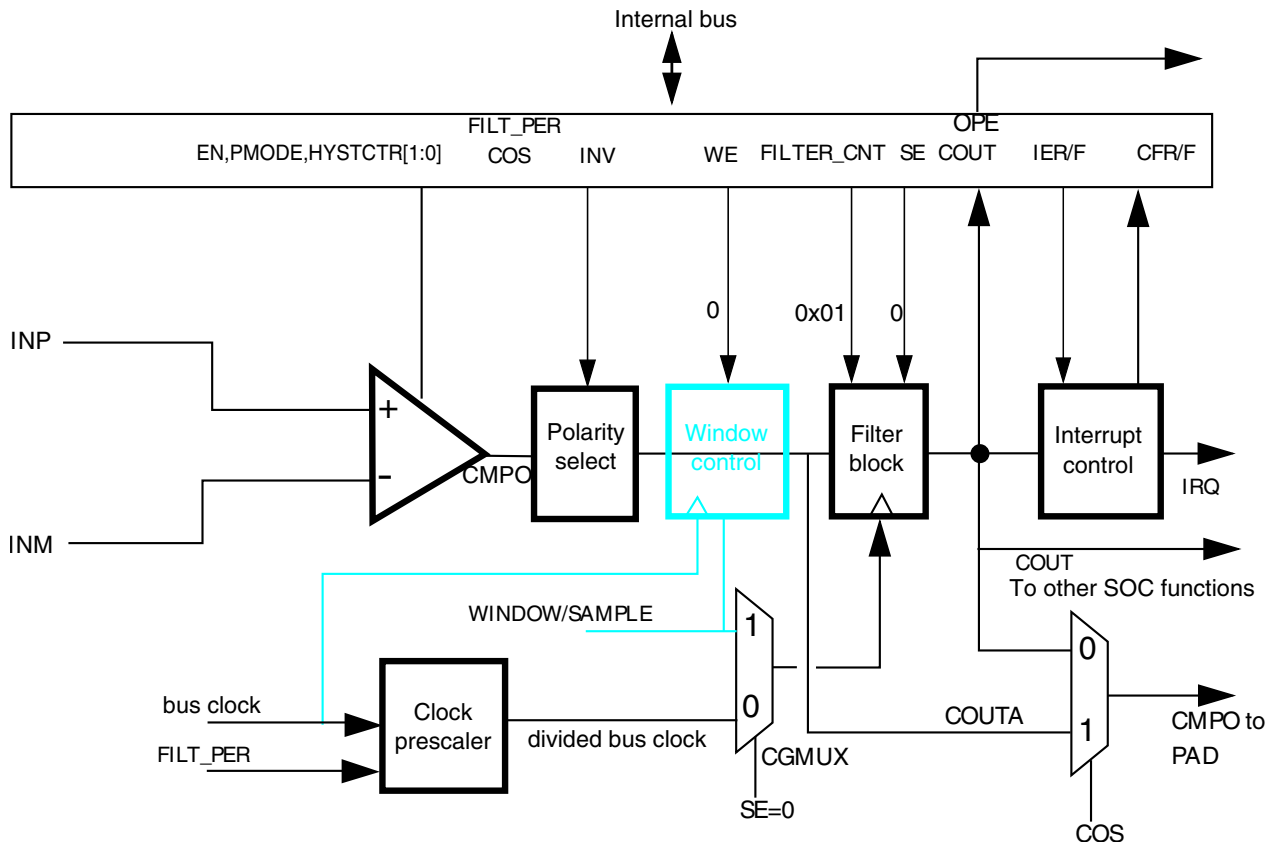 Internal bus
FILT_PER
OPE
EN,PMODE,HYSTCTR[1:0]
COS
INV
WE
FILTER_CNT
SE
COUT
IER/F
CFR/F
0
0x01
0
INP
+
-
INM
CMPO
Polarity
select
Window
control
Filter
block
Interrupt
control
IRQ
COUT
To other SOC functions
WINDOW/SAMPLE
1
0
bus clock
FILT_PER
Clock
prescaler
divided bus clock
CGMUX
SE=0
COUTA
0
1
CMPO to
PAD
COS